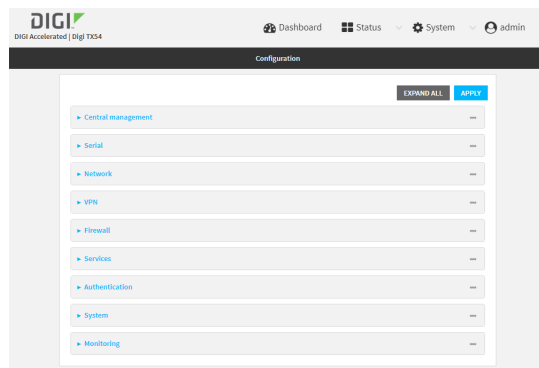 DIGI
DIGI Accelerated | Digi TX54
Dashboard
Status
System
admin
Configuration
EXPAND ALL
APPLY
Central management
Serial
Network
VPN
Firewall
Services
Authentication
System
Monitoring